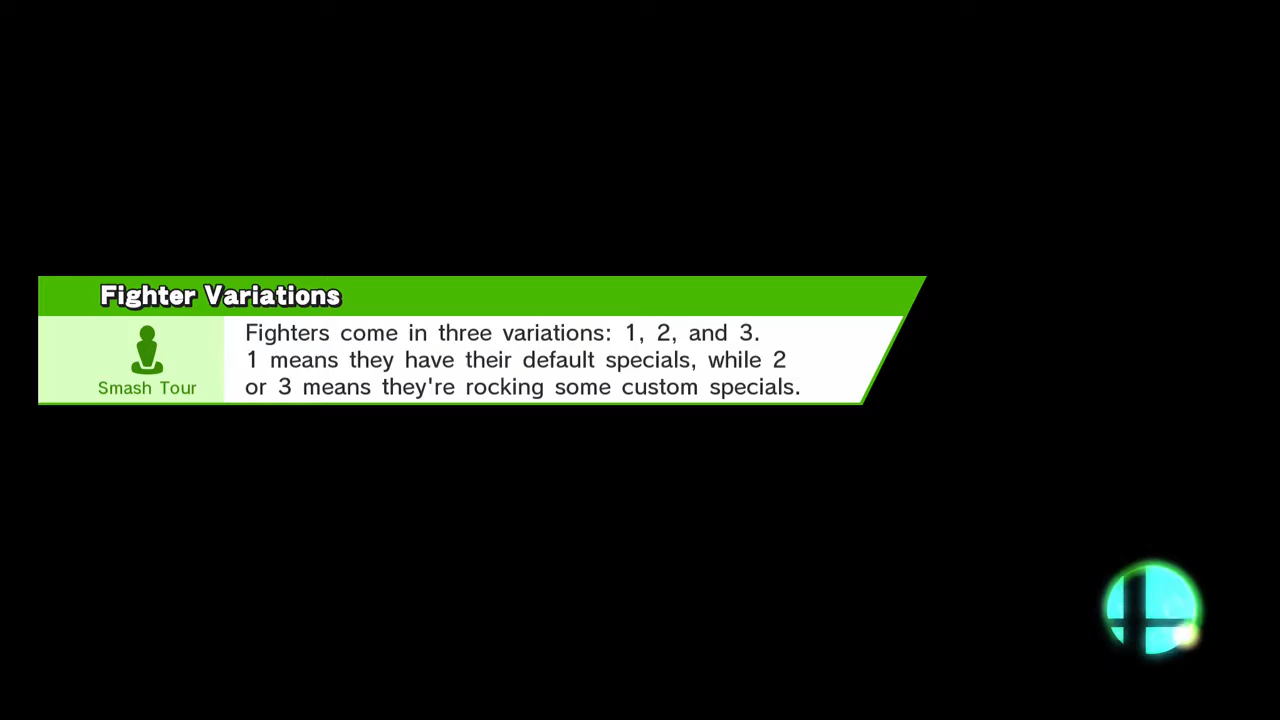 Fighter Variations
Smash Tour
Fighters come in three variations: 1, 2, and 3.
1 means they have their default specials, while 2
or 3 means they're rocking some custom specials.